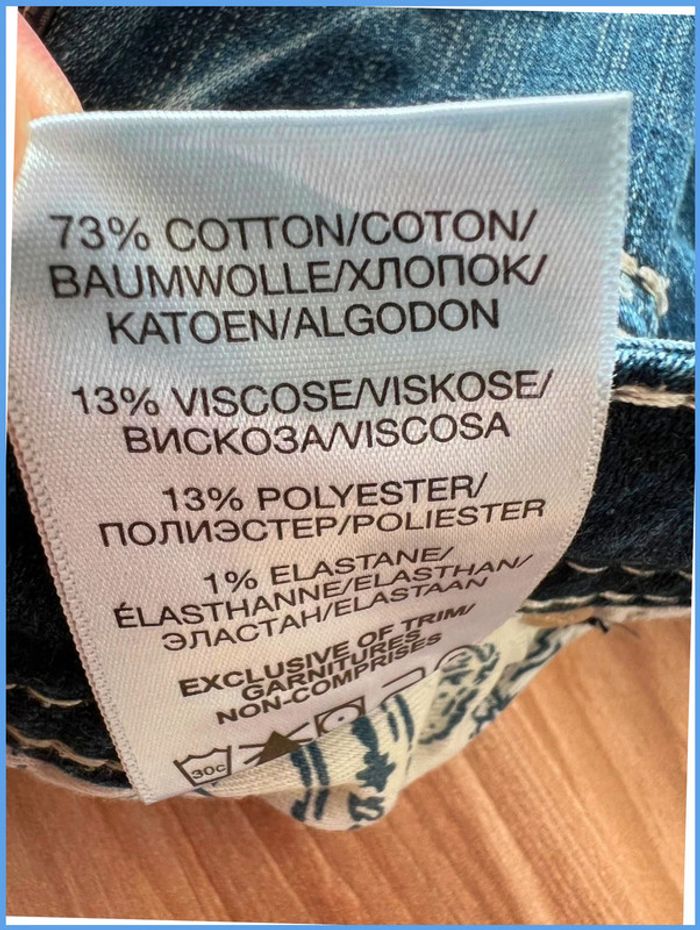 73% COTTON/COTON/
BAUMWOLLE/ХЛОПОК/
KATOEN/ALGODON
13% VISCOSE/VISKOSE/
ВИСКОЗА/VISCOSA
13% POLYESTER/
ПОЛИЭСТЕР/POLIESTER
1% ELASTANE/
ÉLASTHANNE/ELASTHAN/
ЭЛАСТАН/ELASTAAN
EXCLUSIVE OF TRIM/
GARNITURES
NON-COMPRISES
30c